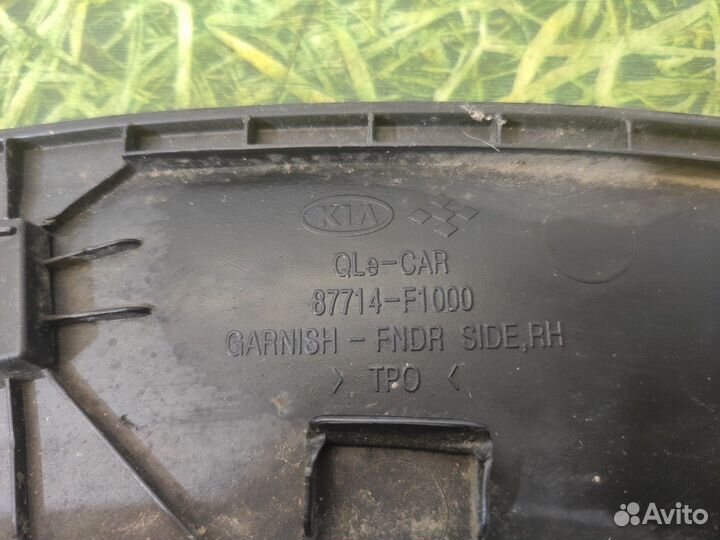 KIA
QLe-CAR
87714-F1000
GARNISH - FNDR SIDE,RH
> TPO <
Avito